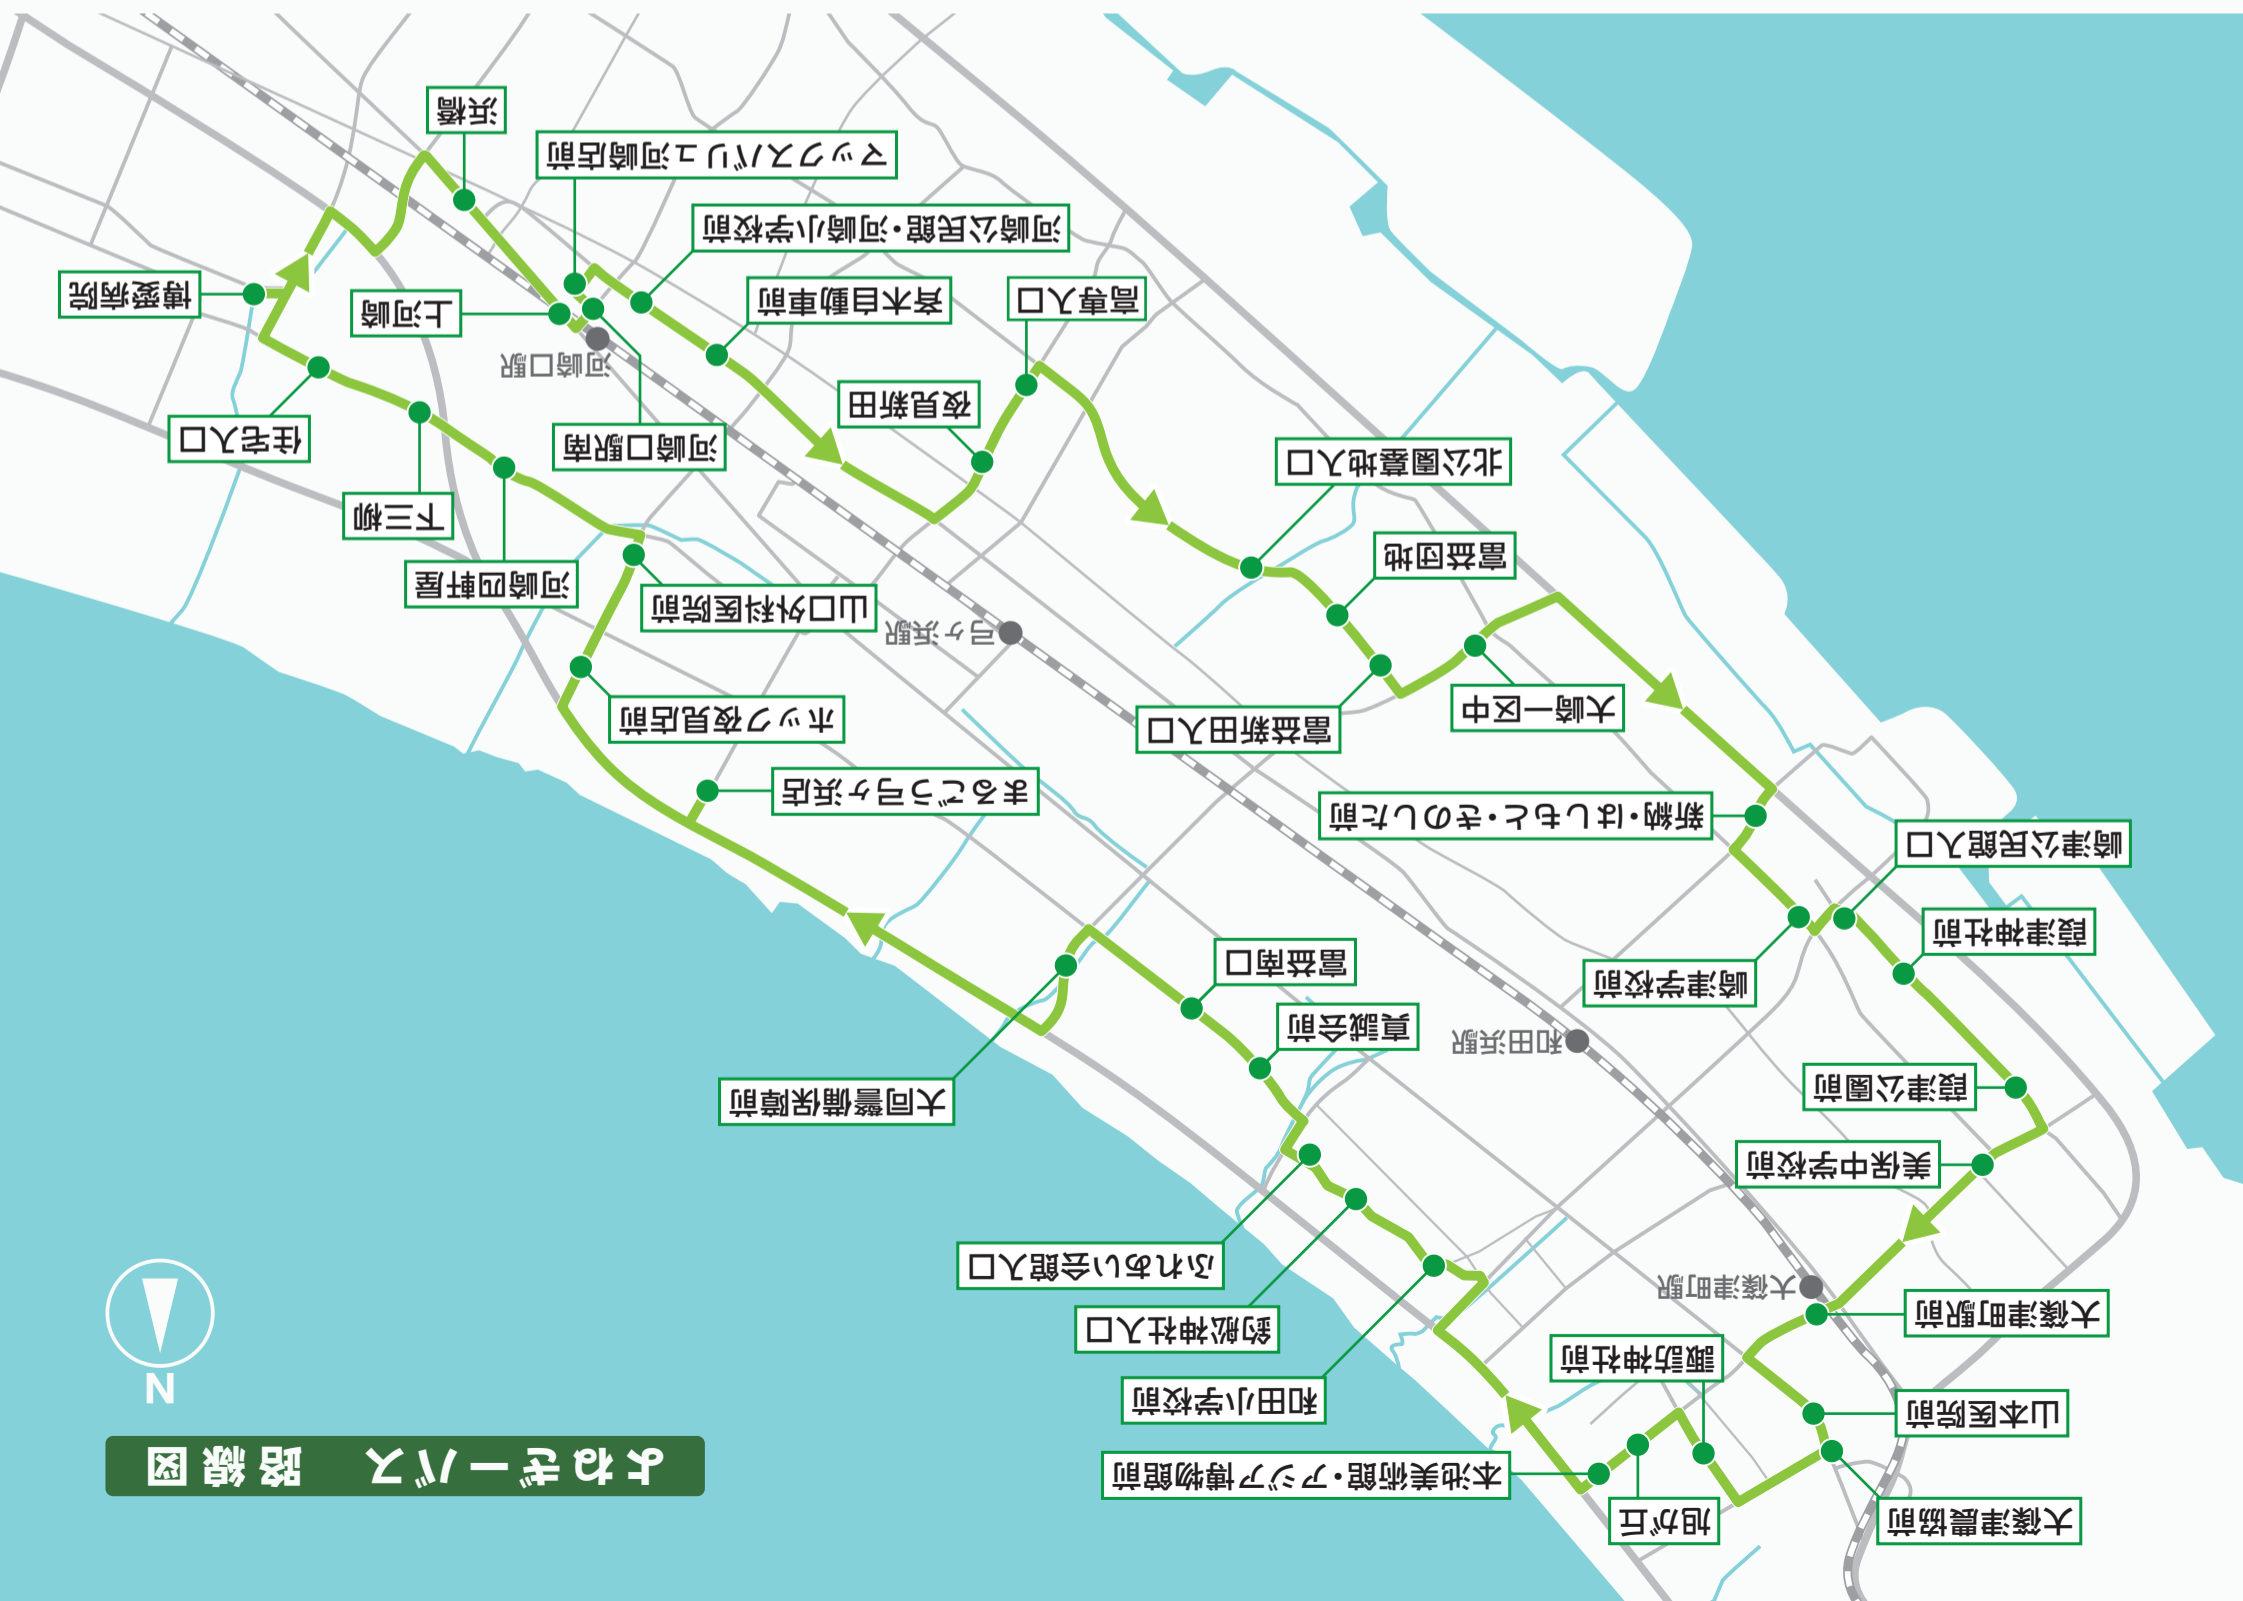 よねぎーバス 路線図
N
大篠津農協前
旭が丘
本池美術館・アジア博物館前
山本医院前
和田小学校前
諏訪神社前
釣舩神社入口
大篠津町駅前
大篠津町駅
ふれあい会館入口
美保中学校前
大同警備保障前
葭津公園前
和田浜駅
真誠会前
崎津学校前
富益南口
葭津神社前
崎津公民館入口
新納・はしもと・きのした前
まるごう弓ヶ浜店
富益新田入口
ホック夜見店前
大崎一区中
弓ヶ浜駅
山口外科医院前
河崎四軒屋
富益団地
下三柳
北公園墓地入口
河崎口駅南
住宅入口
夜見新田
河崎口駅
上河崎
高専入口
斉木自動車前
博愛病院
河崎公民館・河崎小学校前
マックスバリュ河崎店前
浜橋